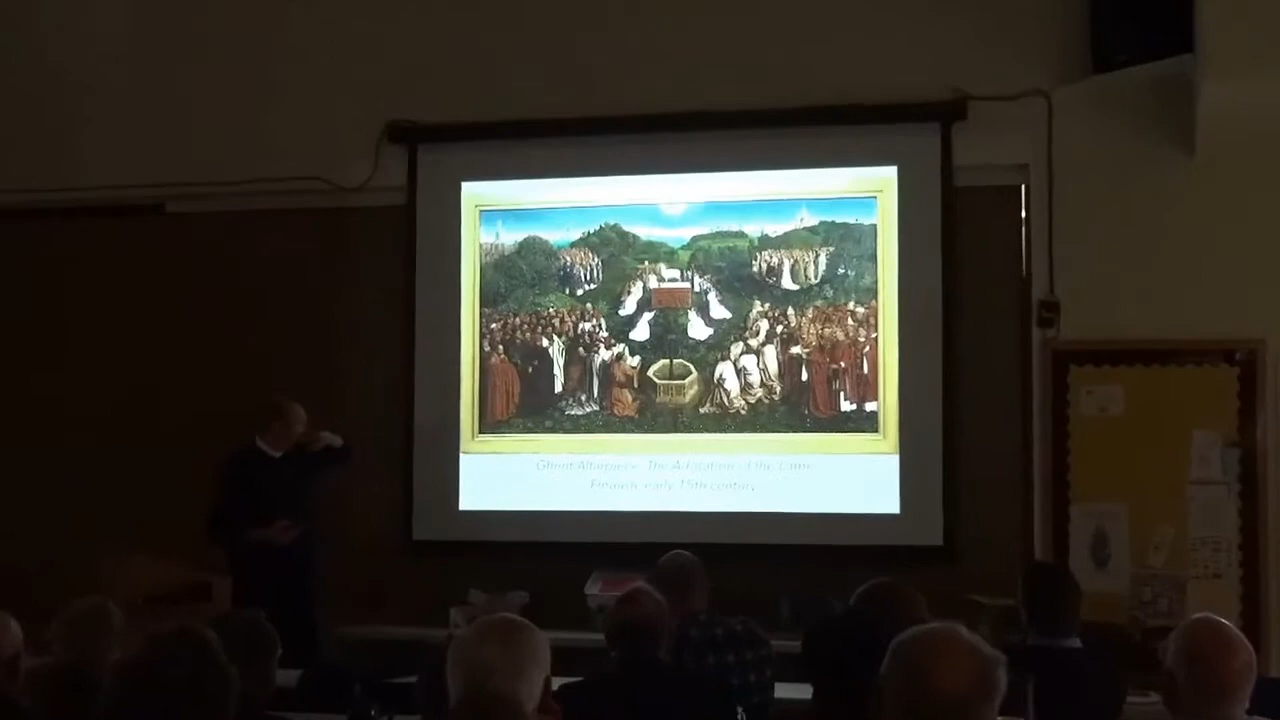 Ghent Altarpiece: The Adoration of the Lamb
Flemish, early 15th century